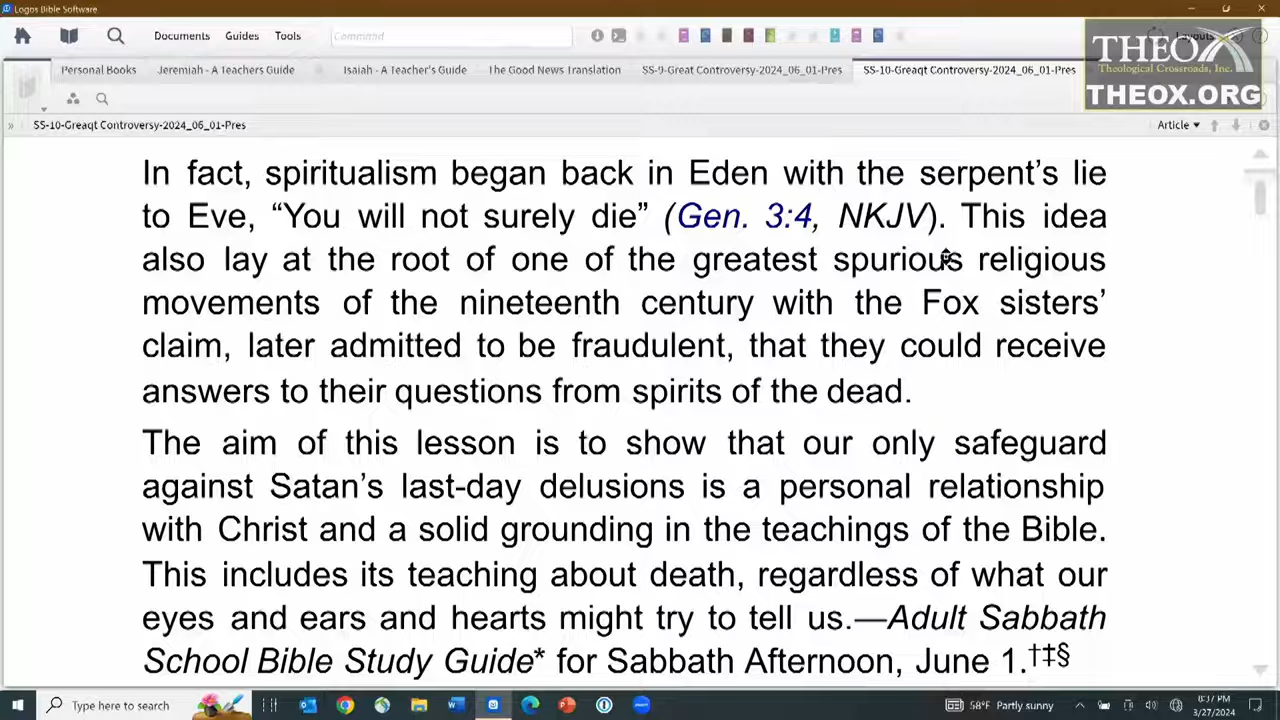 Logos Bible Software
Documents Guides Tools Command Layouts
THEOX
Theological Crossroads, Inc.
THEOX.ORG
Personal Books Jeremiah - A Teachers Guide Isaiah - A Teachers The Good News Translation SS-9-Great Controversy-2024_06_01-Pres SS-10-Greaqt Controversy-2024_06_01-Pres
» SS-10-Greaqt Controversy-2024_06_01-Pres Article
In fact, spiritualism began back in Eden with the serpent’s lie
to Eve, “You will not surely die” (Gen. 3:4, NKJV). This idea
also lay at the root of one of the greatest spurious religious
movements of the nineteenth century with the Fox sisters’
claim, later admitted to be fraudulent, that they could receive
answers to their questions from spirits of the dead.
The aim of this lesson is to show that our only safeguard
against Satan’s last-day delusions is a personal relationship
with Christ and a solid grounding in the teachings of the Bible.
This includes its teaching about death, regardless of what our
eyes and ears and hearts might try to tell us.—Adult Sabbath
School Bible Study Guide* for Sabbath Afternoon, June 1.†‡§
Type here to search 58°F Partly sunny 8:37 PM
3/27/2024